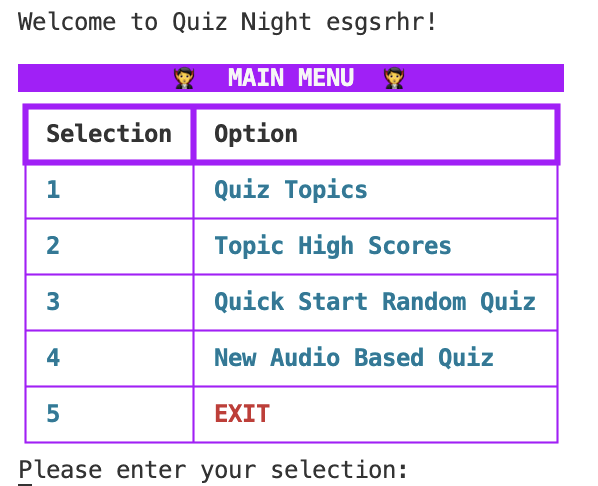 Welcome to Quiz Night esgsrhr!
🧛 MAIN MENU 🧛
Selection Option
1 Quiz Topics
2 Topic High Scores
3 Quick Start Random Quiz
4 New Audio Based Quiz
5 EXIT
Please enter your selection: